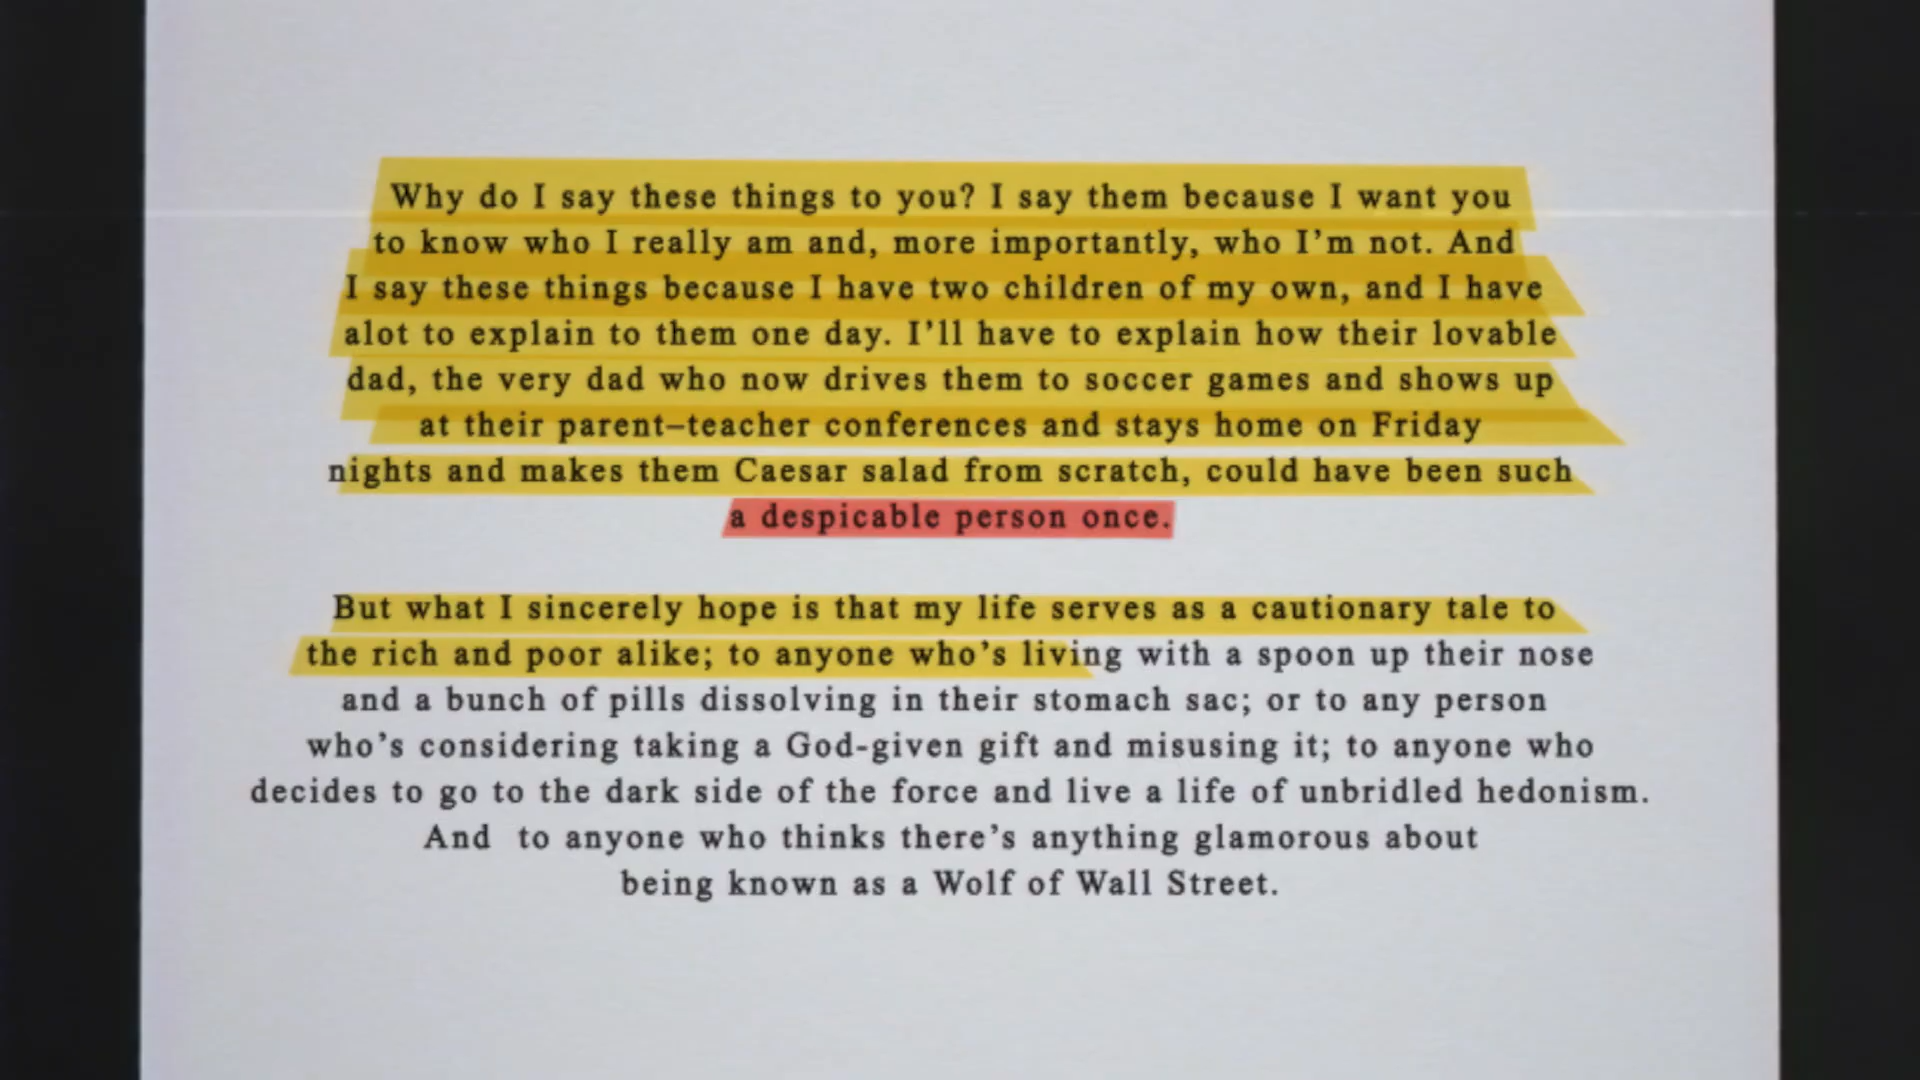 Why do I say these things to you? I say them because I want you
to know who I really am and, more importantly, who I'm not. And
I say these things because I have two children of my own, and I have
alot to explain to them one day. I'll have to explain how their lovable
dad, the very dad who now drives them to soccer games and shows up
at their parent–teacher conferences and stays home on Friday
nights and makes them Caesar salad from scratch, could have been such
a despicable person once.
But what I sincerely hope is that my life serves as a cautionary tale to
the rich and poor alike; to anyone who's living with a spoon up their nose
and a bunch of pills dissolving in their stomach sac; or to any person
who's considering taking a God-given gift and misusing it; to anyone who
decides to go to the dark side of the force and live a life of unbridled hedonism.
And to anyone who thinks there's anything glamorous about
being known as a Wolf of Wall Street.